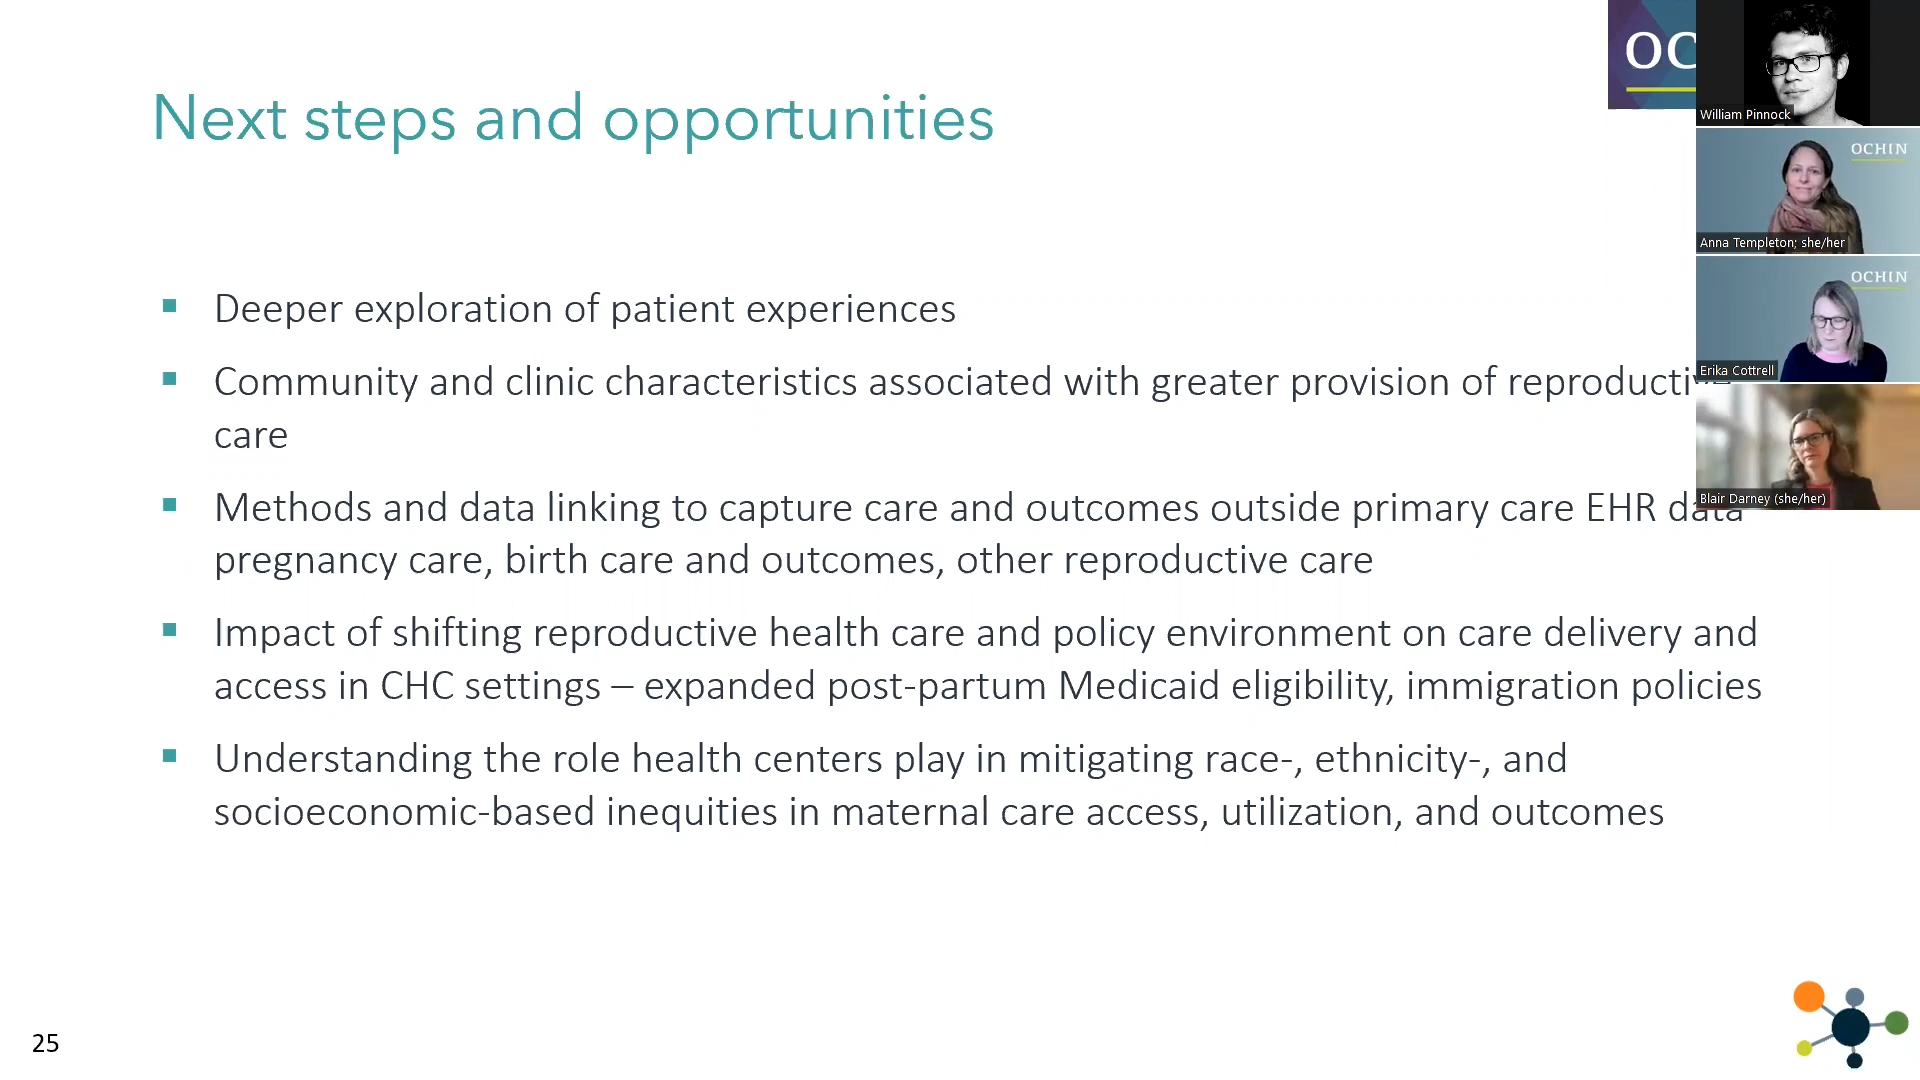 Next steps and opportunities
Deeper exploration of patient experiences
Community and clinic characteristics associated with greater provision of
care
Methods and data linking to capture care and outcomes outside primary care EHR data
pregnancy care, birth care and outcomes, other reproductive care
Impact of shifting reproductive health care and policy environment on care delivery and
access in CHC settings – expanded post-partum Medicaid eligibility, immigration policies
Understanding the role health centers play in mitigating race-, ethnicity-, and
socioeconomic-based inequities in maternal care access, utilization, and outcomes
25
OC
William Pinnock
OCHIN
Anna Templeton; she/her
OCHIN
Erika Cottrell
Blair Darney (she/her)